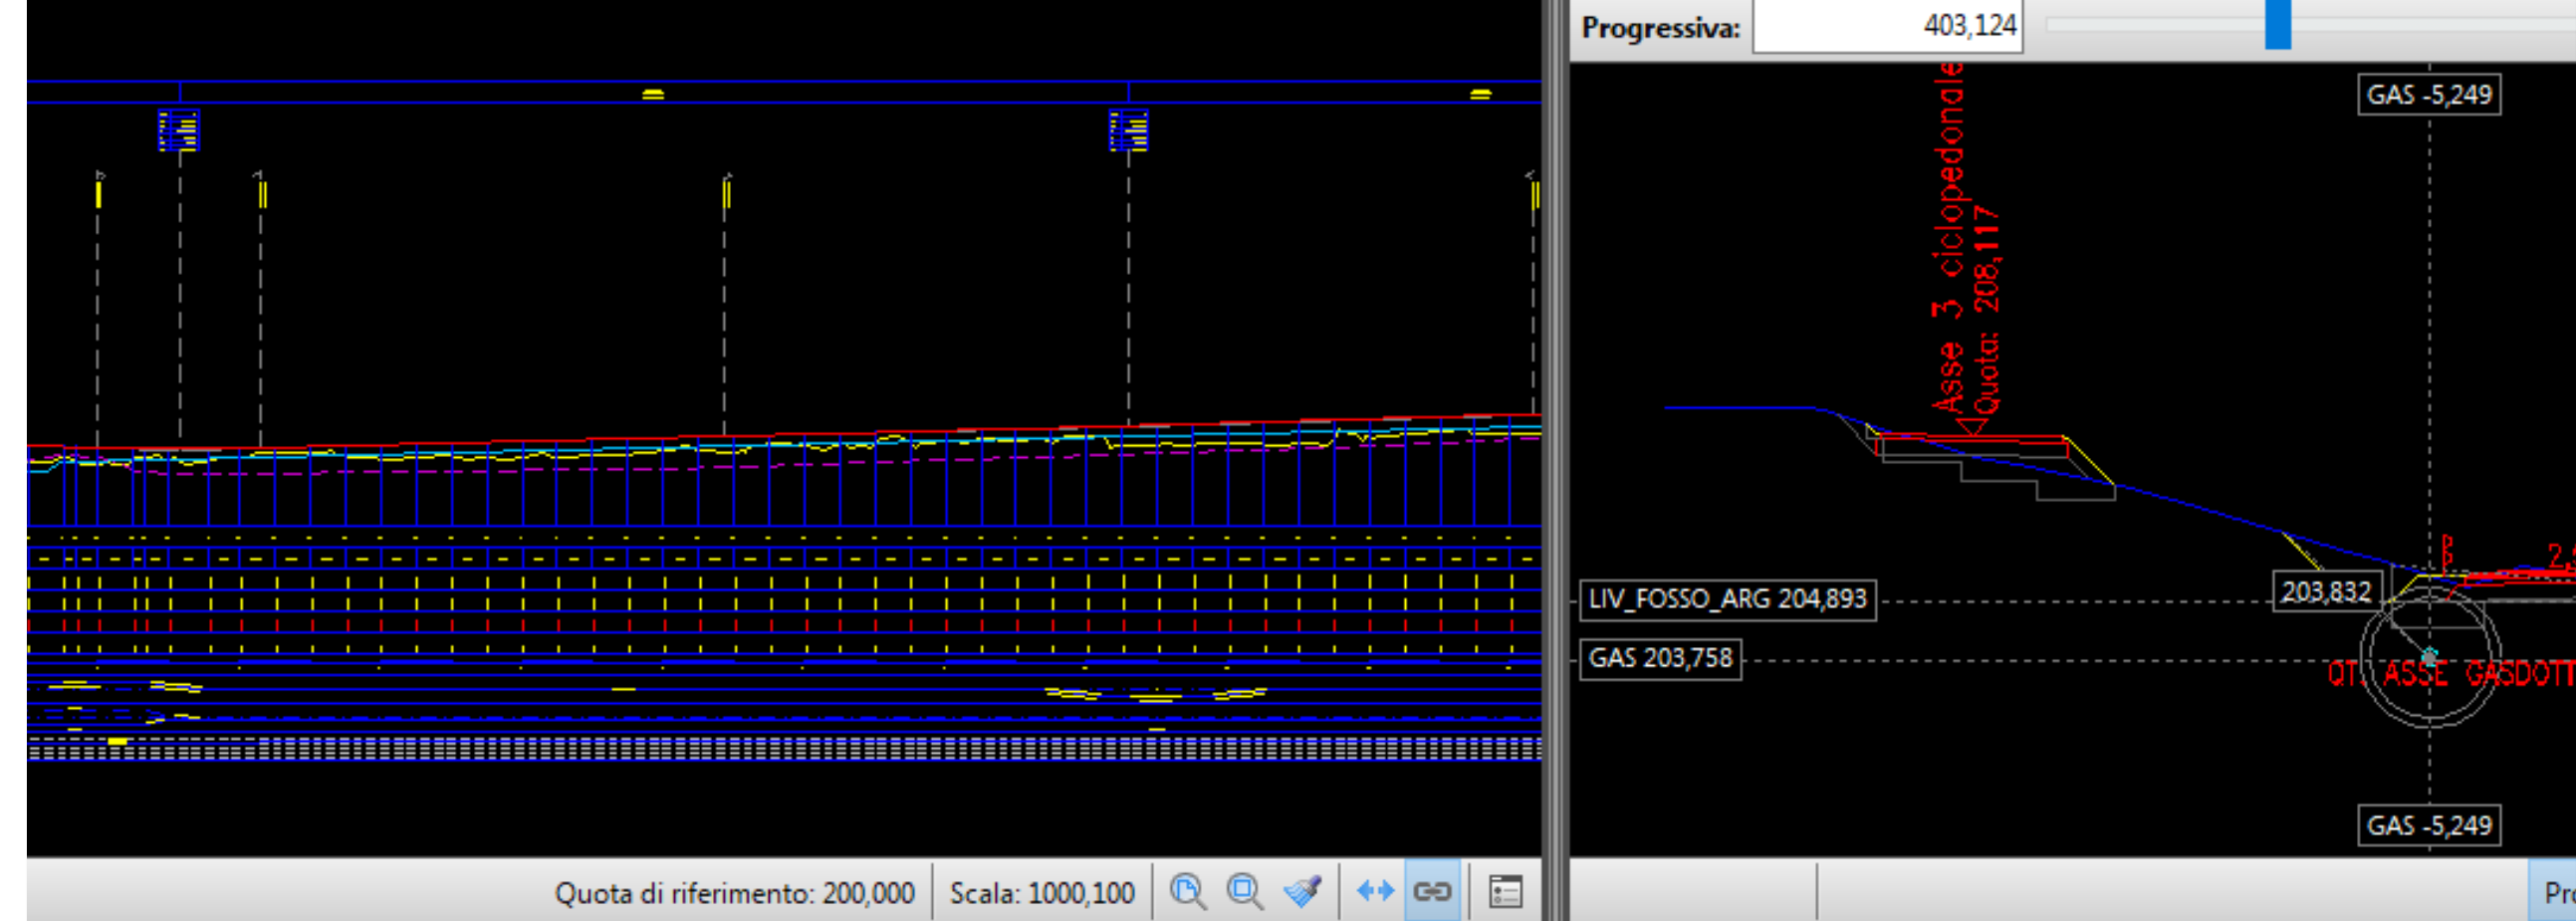 Progressiva: 403,124
GAS -5,249
Asse 3 ciclopedonale
Quota: 208,117
LIV_FOSSO_ARG 204,893
203,832
GAS 203,758
QT. ASSE GASDOTT
GAS -5,249
Quota di riferimento: 200,000
Scala: 1000,100